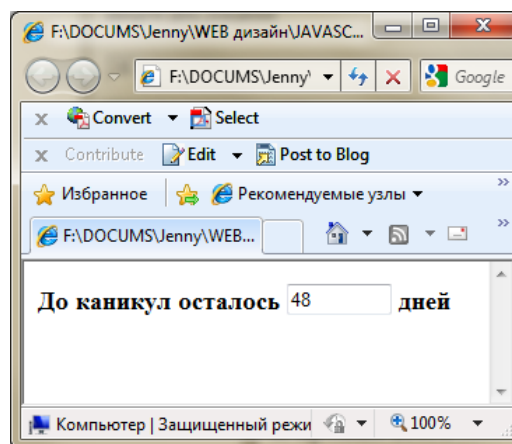 F:\DOCUMS\Jenny\WEB дизайн\JAVASC...
F:\DOCUMS\Jenny\ Google
x Convert Select
x Contribute Edit Post to Blog
Избранное Рекомендуемые узлы »
F:\DOCUMS\Jenny\WEB... »
До каникул осталось 48 дней
Компьютер | Защищенный режи 100%